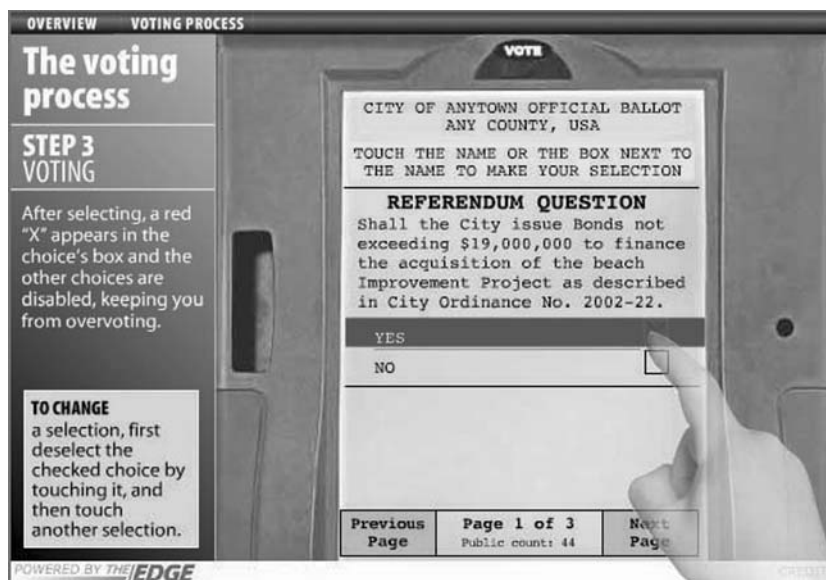 OVERVIEW VOTING PROCESS
The voting
process
STEP 3
VOTING
After selecting, a red
“X” appears in the
choice's box and the
other choices are
disabled, keeping you
from overvoting.
TO CHANGE
a selection, first
deselect the
checked choice by
touching it, and
then touch
another selection.
POWERED BY THE EDGE
VOTE
CITY OF ANYTOWN OFFICIAL BALLOT
ANY COUNTY, USA
TOUCH THE NAME OR THE BOX NEXT TO
THE NAME TO MAKE YOUR SELECTION
REFERENDUM QUESTION
Shall the City issue Bonds not
exceeding $19,000,000 to finance
the acquisition of the beach
Improvement Project as described
in City Ordinance No. 2002-22.
YES
NO
Previous
Page
Page 1 of 3
Public count: 44
Next
Page